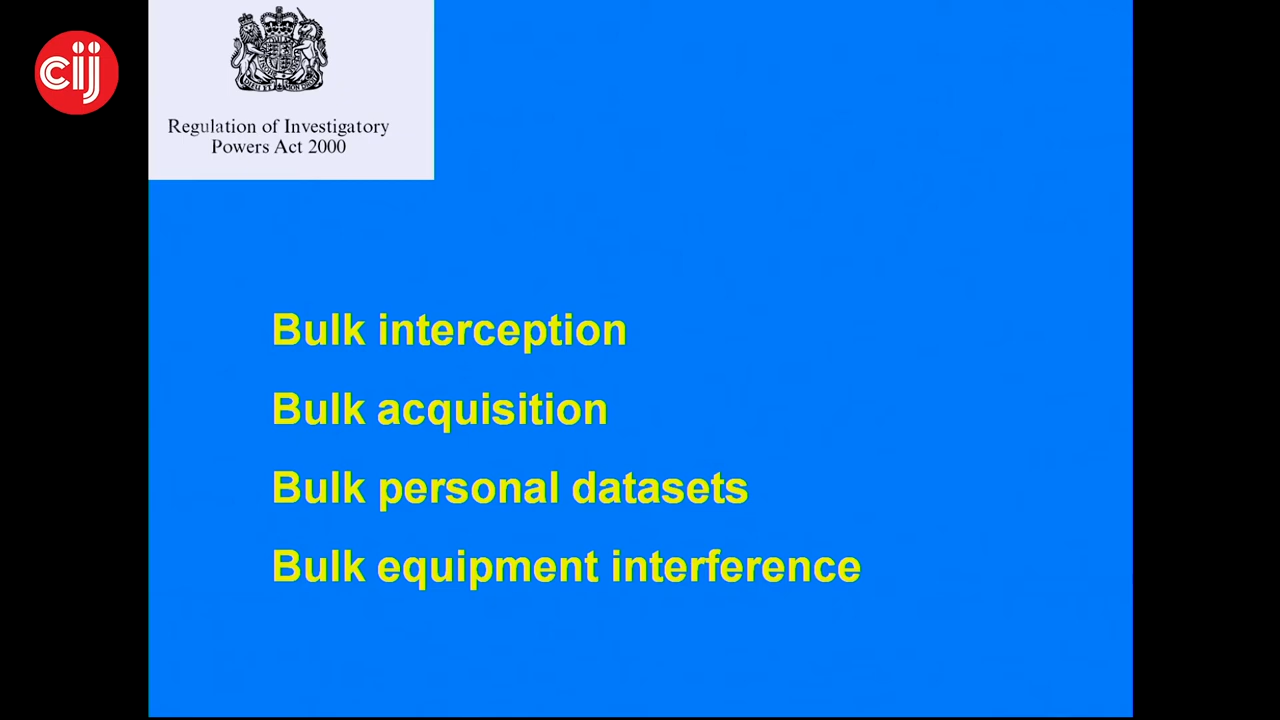 cij
Regulation of Investigatory
Powers Act 2000
Bulk interception
Bulk acquisition
Bulk personal datasets
Bulk equipment interference